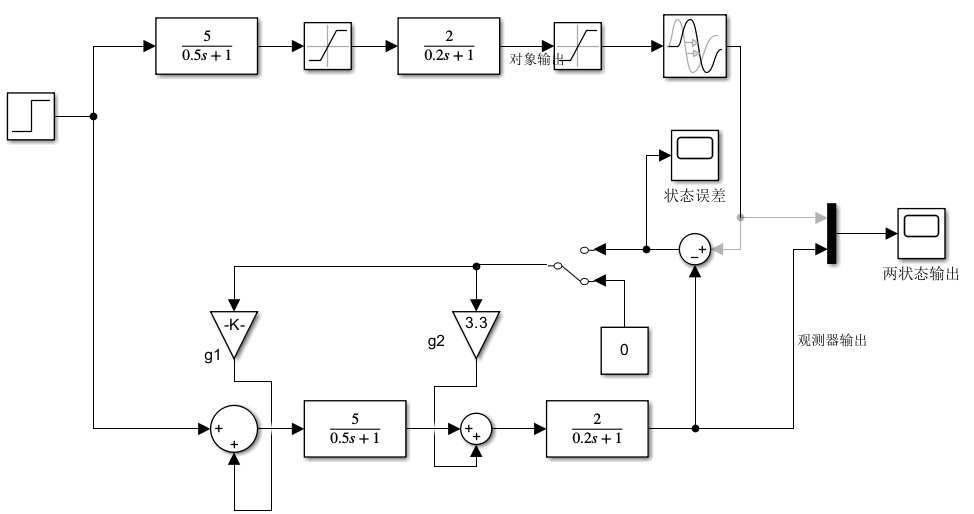 5
0.5s + 1
2
0.2s + 1
对象输出
状态误差
+
−
两状态输出
-K-
g1
3.3
g2
0
观测器输出
+
+
5
0.5s + 1
+
+
2
0.2s + 1